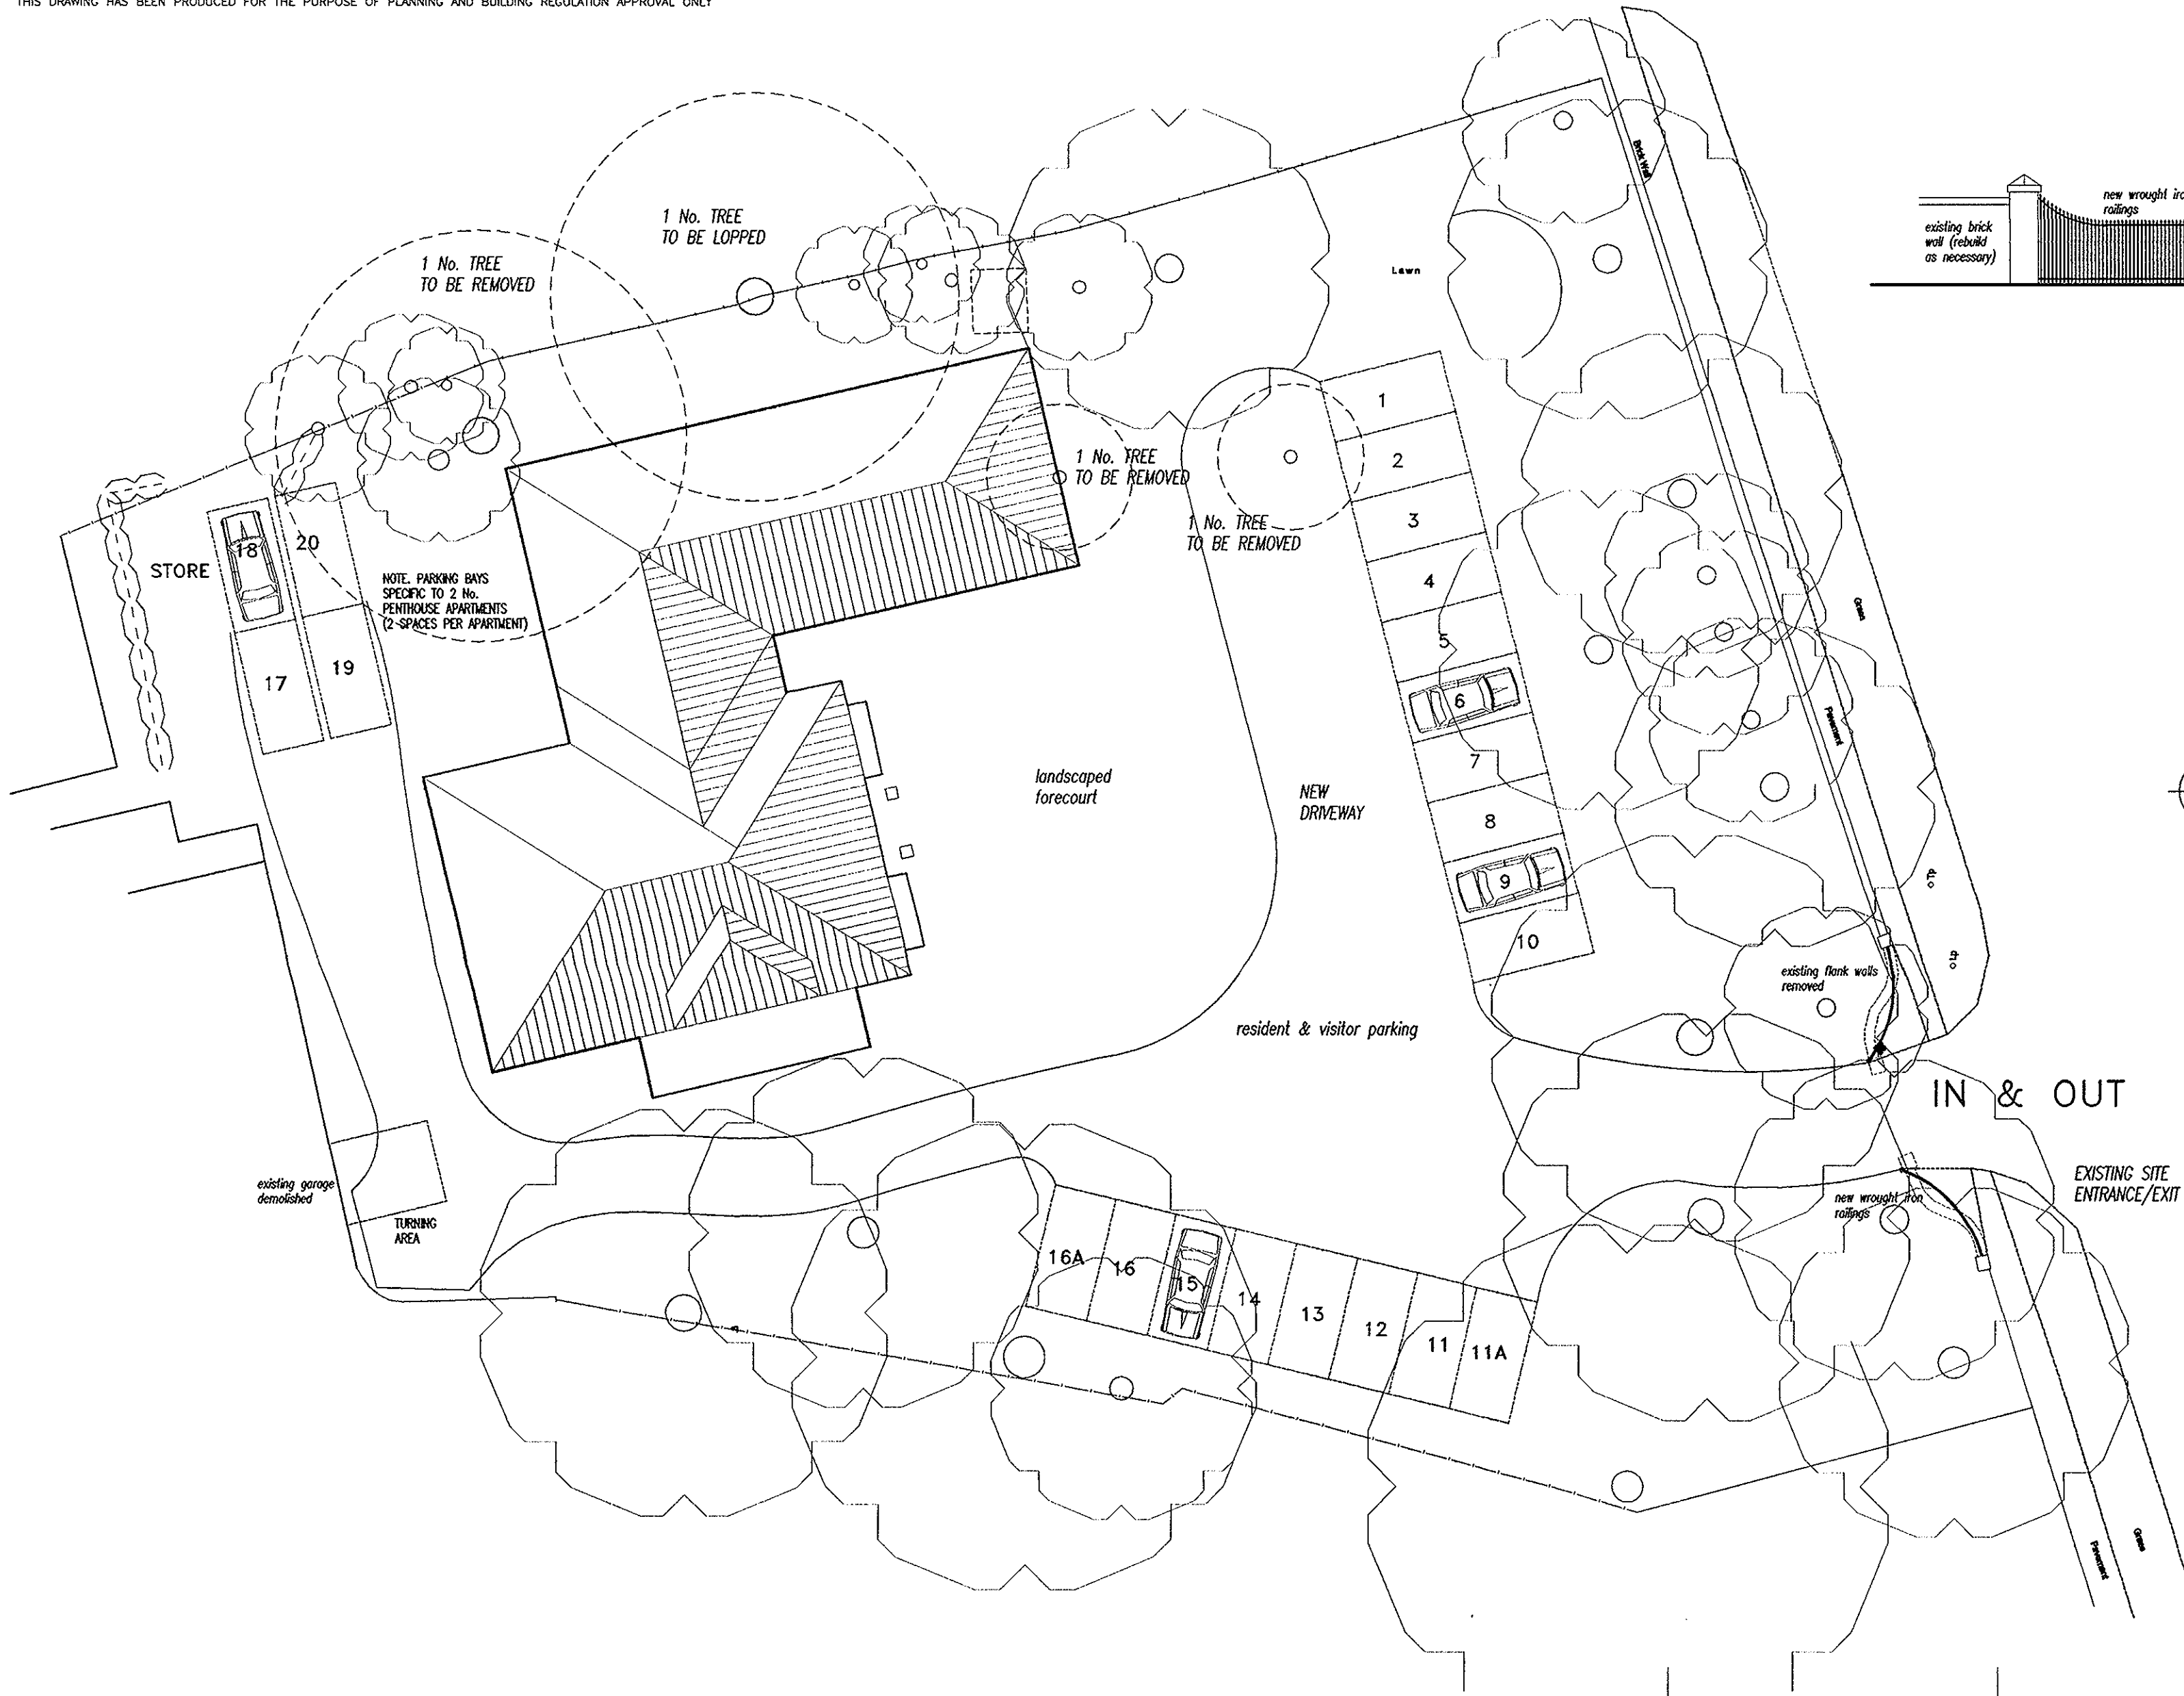 THIS DRAWING HAS BEEN PRODUCED FOR THE PURPOSE OF PLANNING AND BUILDING REGULATION APPROVAL ONLY
1 No. TREE
TO BE LOPPED
1 No. TREE
TO BE REMOVED
Brick Wall
new wrought
railings
existing brick
wall (rebuild
as necessary)
Lawn
1
2
3
4
5
6
7
8
9
10
1 No. TREE
TO BE REMOVED
1 No. TREE
TO BE REMOVED
STORE
18
20
17
19
NOTE. PARKING BAYS
SPECIFIC TO 2 No.
PENTHOUSE APARTMENTS
(2 SPACES PER APARTMENT)
Grass
Pavement
landscaped
forecourt
NEW
DRIVEWAY
LP
LP
existing flank walls
removed
resident & visitor parking
IN & OUT
EXISTING SITE
ENTRANCE/EXIT
new wrought iron
railings
existing garage
demolished
TURNING
AREA
16A
16
15
14
13
12
11
11A
Pavement
Grass